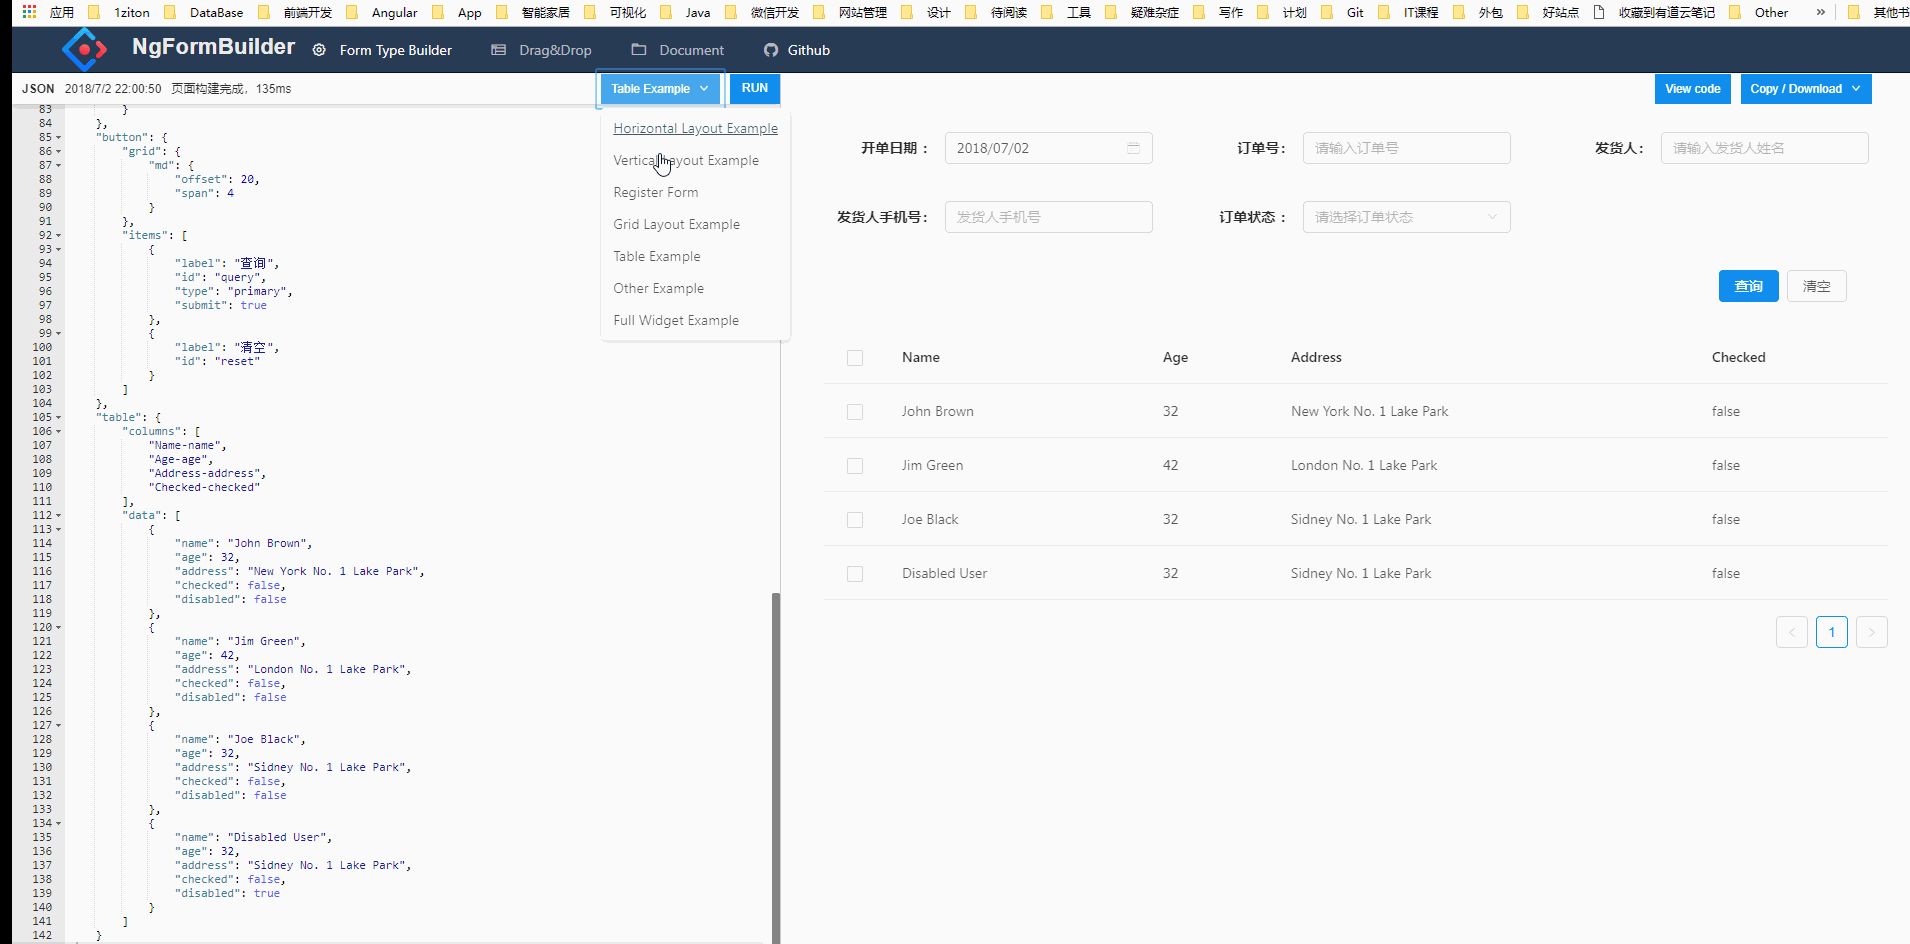 应用 1ziton DataBase 前端开发 Angular App 智能家居 可视化 Java 微信开发 网站管理 设计 待阅读 工具 疑难杂症 写作 计划 Git IT课程 外包 好站点 收藏到有道云笔记 Other » 其他书
NgFormBuilder Form Type Builder Drag&Drop Document Github
JSON 2018/7/2 22:00:50 页面构建完成，135ms Table Example RUN View code Copy / Download
Horizontal Layout Example
Vertical Layout Example
Register Form
Grid Layout Example
Table Example
Other Example
Full Widget Example
83 }
84 },
85 "button": {
86 "grid": {
87 "md": {
88 "offset": 20,
89 "span": 4
90 }
91 },
92 "items": [
93 {
94 "label": "查询",
95 "id": "query",
96 "type": "primary",
97 "submit": true
98 },
99 {
100 "label": "清空",
101 "id": "reset"
102 }
103 ]
104 },
105 "table": {
106 "columns": [
107 "Name-name",
108 "Age-age",
109 "Address-address",
110 "Checked-checked"
111 ],
112 "data": [
113 {
114 "name": "John Brown",
115 "age": 32,
116 "address": "New York No. 1 Lake Park",
117 "checked": false,
118 "disabled": false
119 },
120 {
121 "name": "Jim Green",
122 "age": 42,
123 "address": "London No. 1 Lake Park",
124 "checked": false,
125 "disabled": false
126 },
127 {
128 "name": "Joe Black",
129 "age": 32,
130 "address": "Sidney No. 1 Lake Park",
131 "checked": false,
132 "disabled": false
133 },
134 {
135 "name": "Disabled User",
136 "age": 32,
137 "address": "Sidney No. 1 Lake Park",
138 "checked": false,
139 "disabled": true
140 }
141 ]
142 }
开单日期： 2018/07/02 订单号： 请输入订单号 发货人： 请输入发货人姓名
发货人手机号： 发货人手机号 订单状态： 请选择订单状态
查询 清空
Name Age Address Checked
John Brown 32 New York No. 1 Lake Park false
Jim Green 42 London No. 1 Lake Park false
Joe Black 32 Sidney No. 1 Lake Park false
Disabled User 32 Sidney No. 1 Lake Park false
< 1 >